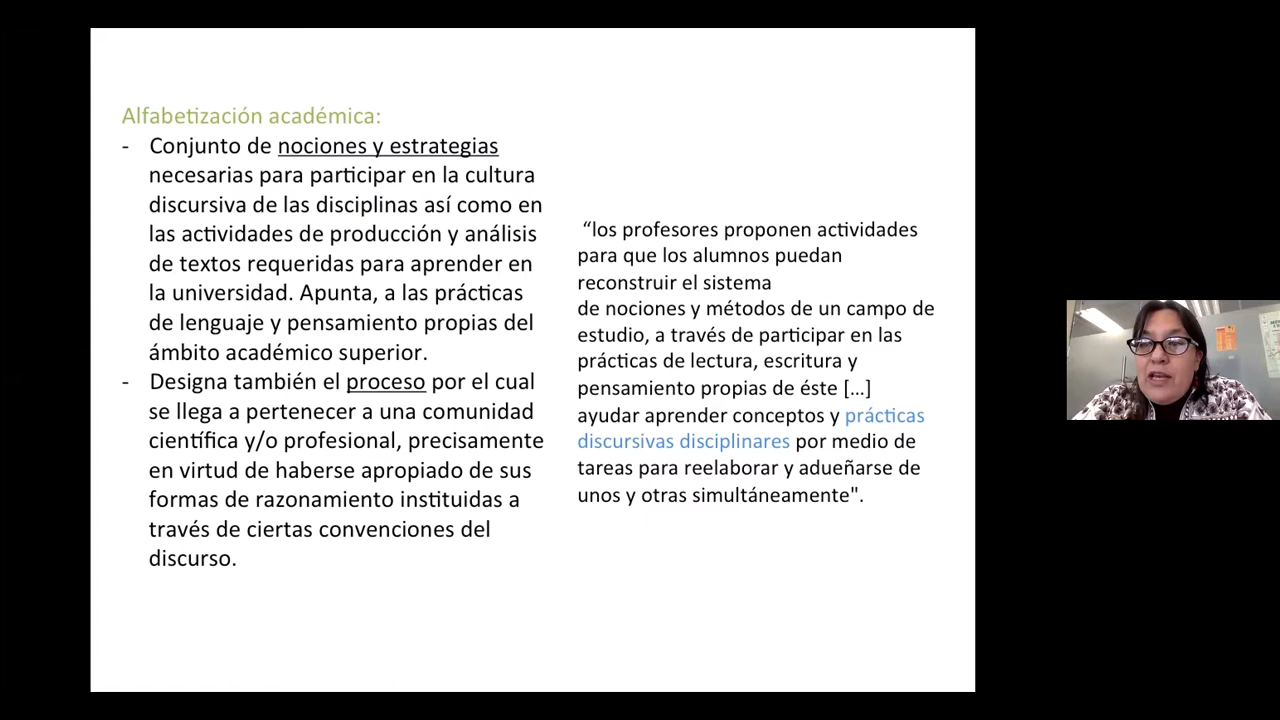 Alfabetización académica:
- Conjunto de nociones y estrategias
necesarias para participar en la cultura
discursiva de las disciplinas así como en
las actividades de producción y análisis
de textos requeridas para aprender en
la universidad. Apunta, a las prácticas
de lenguaje y pensamiento propias del
ámbito académico superior.
- Designa también el proceso por el cual
se llega a pertenecer a una comunidad
científica y/o profesional, precisamente
en virtud de haberse apropiado de sus
formas de razonamiento instituidas a
través de ciertas convenciones del
discurso.
“los profesores proponen actividades
para que los alumnos puedan
reconstruir el sistema
de nociones y métodos de un campo de
estudio, a través de participar en las
prácticas de lectura, escritura y
pensamiento propias de éste [...]
ayudar aprender conceptos y prácticas
discursivas disciplinares por medio de
tareas para reelaborar y adueñarse de
unos y otras simultáneamente".